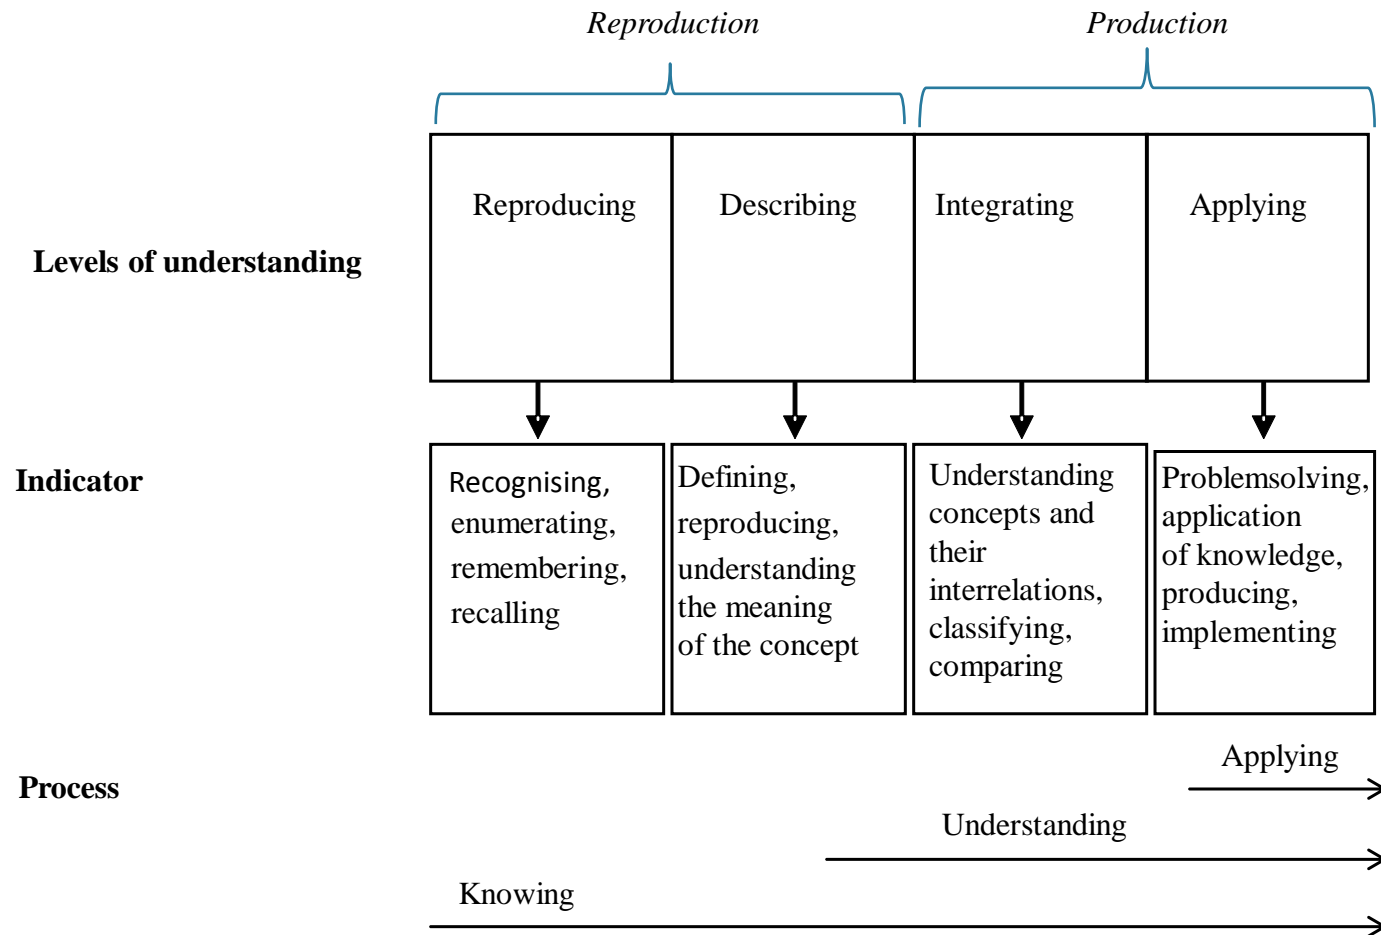 Reproduction
Production
Reproducing
Describing
Integrating
Applying
Levels of understanding
Indicator
Recognising,
enumerating,
remembering,
recalling
Defining,
reproducing,
understanding
the meaning
of the concept
Understanding
concepts and
their
interrelations,
classifying,
comparing
Problemsolving,
application
of knowledge,
producing,
implementing
Process
Applying
Understanding
Knowing